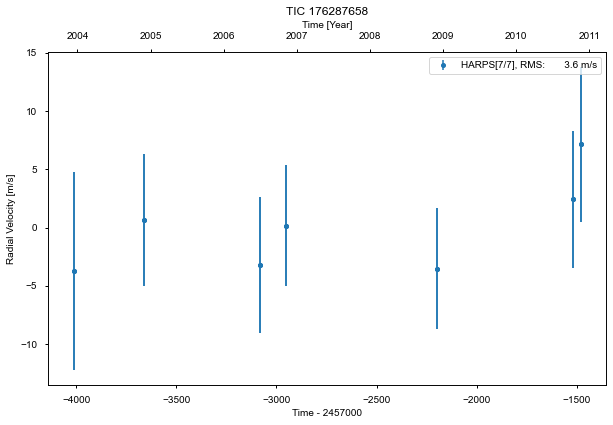 TIC 176287658
Time [Year]
2004 2005 2006 2007 2008 2009 2010 2011
HARPS[7/7], RMS: 3.6 m/s
15
10
5
0
−5
−10
Radial Velocity [m/s]
−4000 −3500 −3000 −2500 −2000 −1500
Time - 2457000